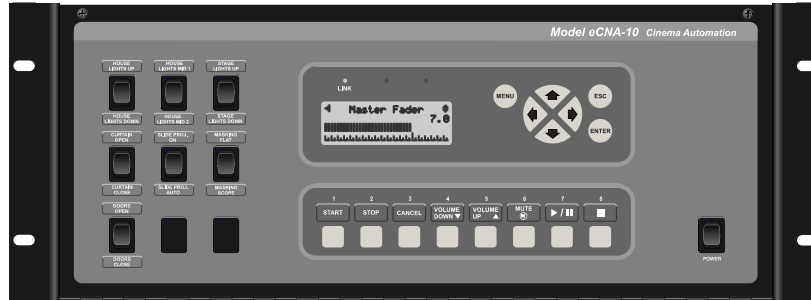 Model eCNA-10 Cinema Automation
HOUSE
LIGHTS UP
HOUSE
LIGHTS MID 1
STAGE
LIGHTS UP
HOUSE
LIGHTS DOWN
HOUSE
LIGHTS MID 2
STAGE
LIGHTS DOWN
CURTAIN
OPEN
SLIDE PROJ.
ON
MASKING
FLAT
CURTAIN
CLOSE
SLIDE PROJ.
AUTO
MASKING
SCOPE
DOORS
OPEN
DOORS
CLOSE
LINK
Master Fader
7.0
MENU
ESC
ENTER
1 2 3 4 5 6 7 8
START
STOP
CANCEL
VOLUME
DOWN
VOLUME
UP
MUTE
POWER